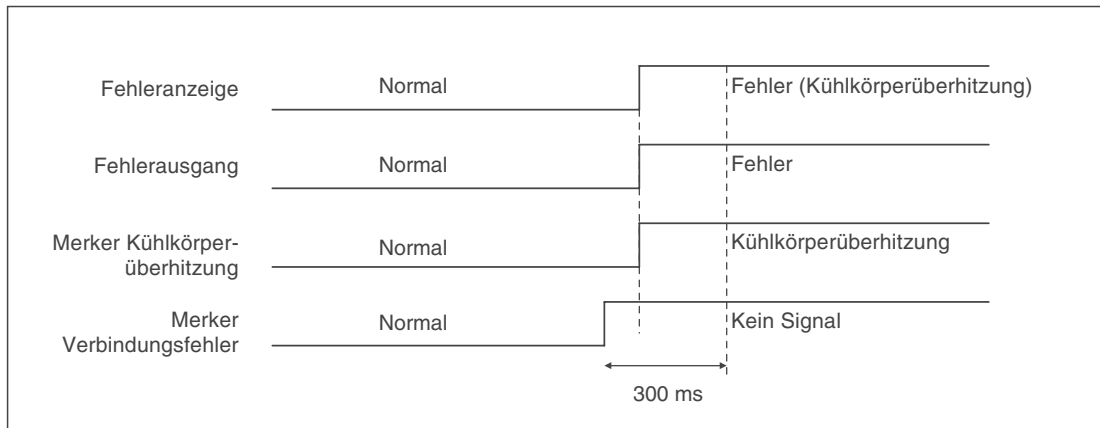 Fehleranzeige
Normal
Fehler (Kühlkörperüberhitzung)
Fehlerausgang
Normal
Fehler
Merker Kühlkörper-
überhitzung
Normal
Kühlkörperüberhitzung
Merker
Verbindungsfehler
Normal
Kein Signal
300 ms